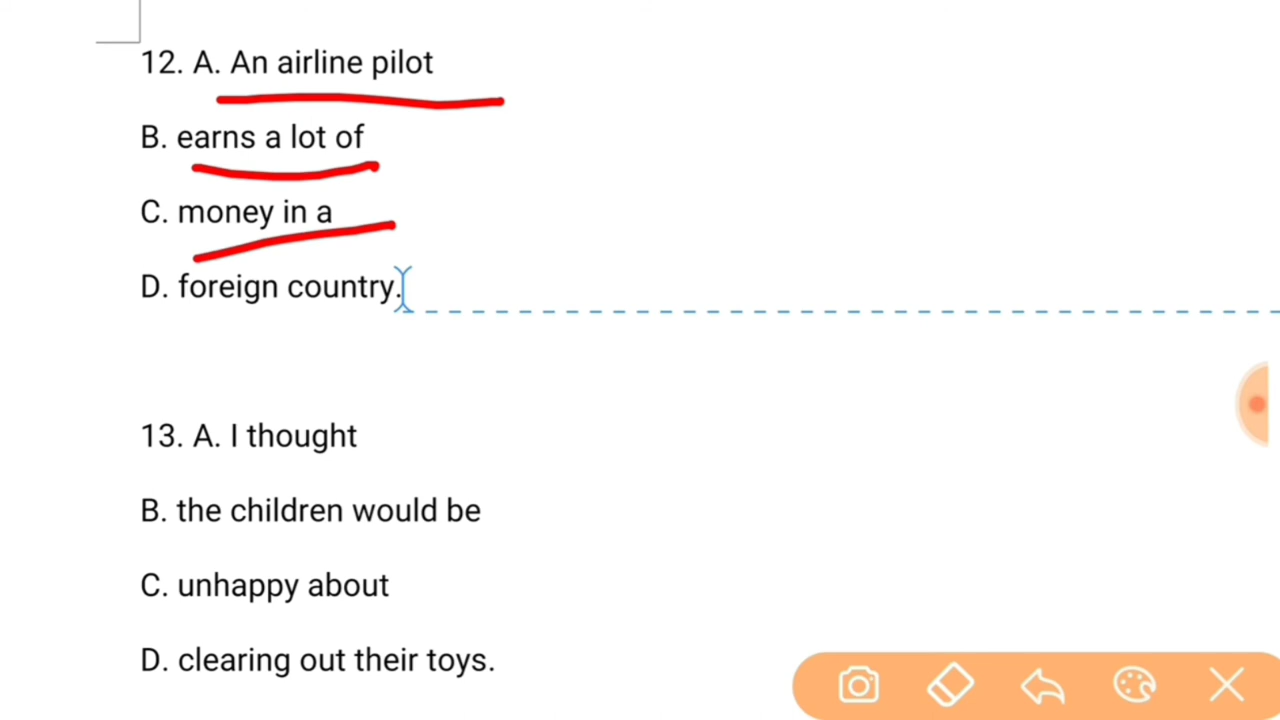 12. A. An airline pilot
B. earns a lot of
C. money in a
D. foreign country.
13. A. I thought
B. the children would be
C. unhappy about
D. clearing out their toys.